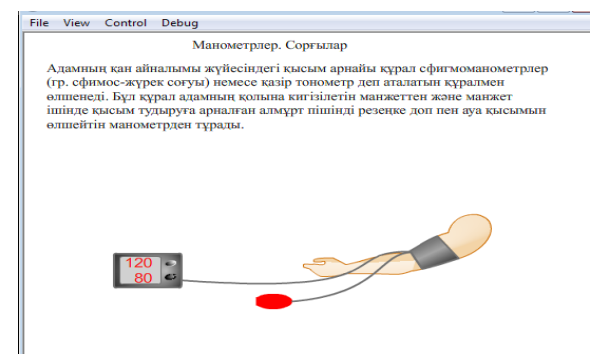 File View Control Debug
Манометрлер. Сорғылар
Адамның қан айналымы жүйесіндегі қысым арнайы құрал сфигмоманометрлер
(гр. сфимос-жүрек соғуы) немесе қазір тонометр деп аталатын құралмен
өлшенеді. Бұл құрал адамның қолына кигізілетін манжеттен және манжет
ішінде қысым тудыруға арналған алмұрт пішінді резеңке доп пен ауа қысымын
өлшейтін манометрден тұрады.
120
80